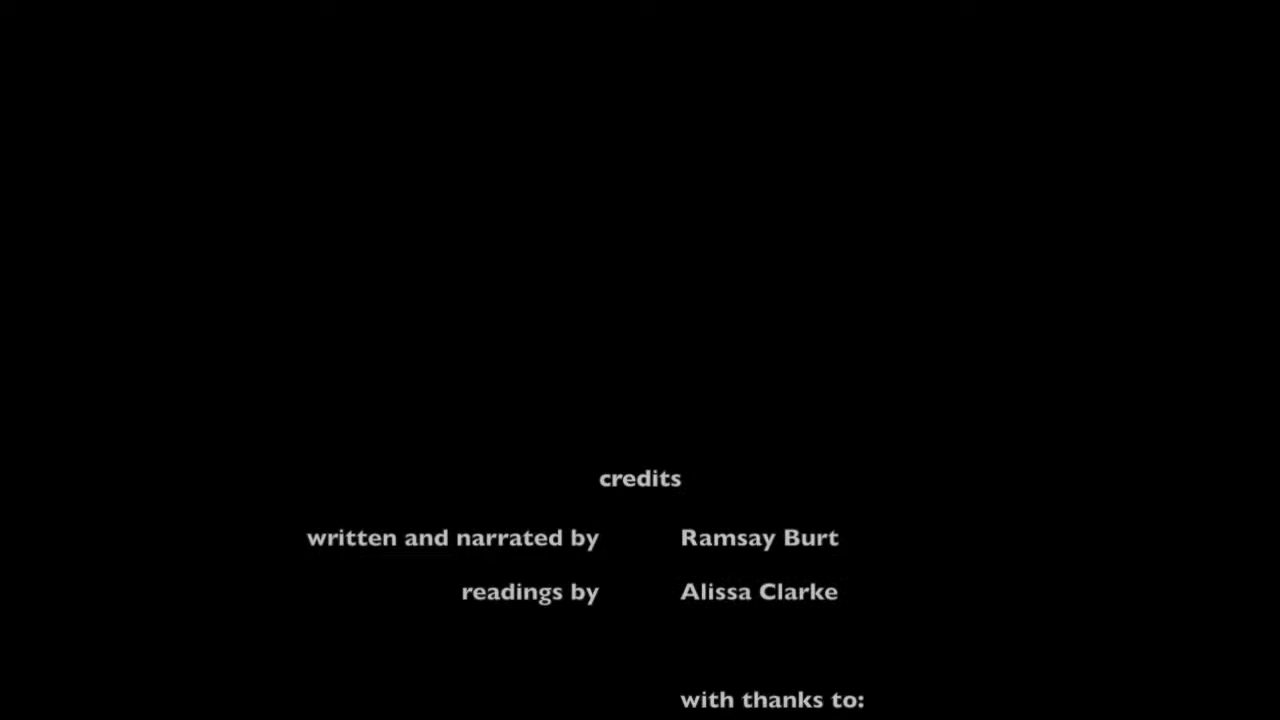 credits
written and narrated by Ramsay Burt
readings by Alissa Clarke
with thanks to: